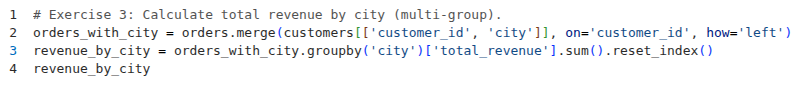 1 # Exercise 3: Calculate total revenue by city (multi-group).
2 orders_with_city = orders.merge(customers[['customer_id', 'city']], on='customer_id', how='left')
3 revenue_by_city = orders_with_city.groupby('city')['total_revenue'].sum().reset_index()
4 revenue_by_city